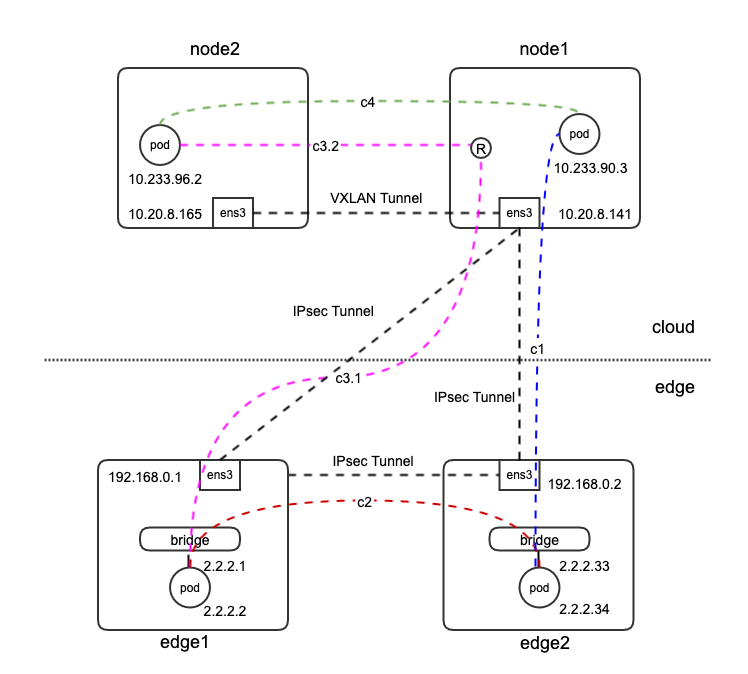 node2
node1
c4
pod
c3.2
R
pod
10.233.96.2
10.233.90.3
VXLAN Tunnel
10.20.8.165
ens3
ens3
10.20.8.141
IPsec Tunnel
cloud
c1
c3.1
edge
IPsec Tunnel
IPsec Tunnel
192.168.0.1
ens3
ens3
192.168.0.2
c2
bridge
bridge
2.2.2.1
2.2.2.33
pod
pod
2.2.2.2
2.2.2.34
edge1
edge2